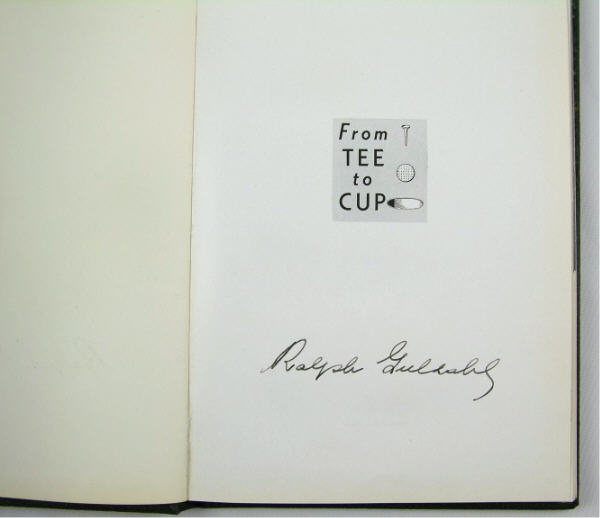 From
TEE
to
CUP
Ralph Guldahl